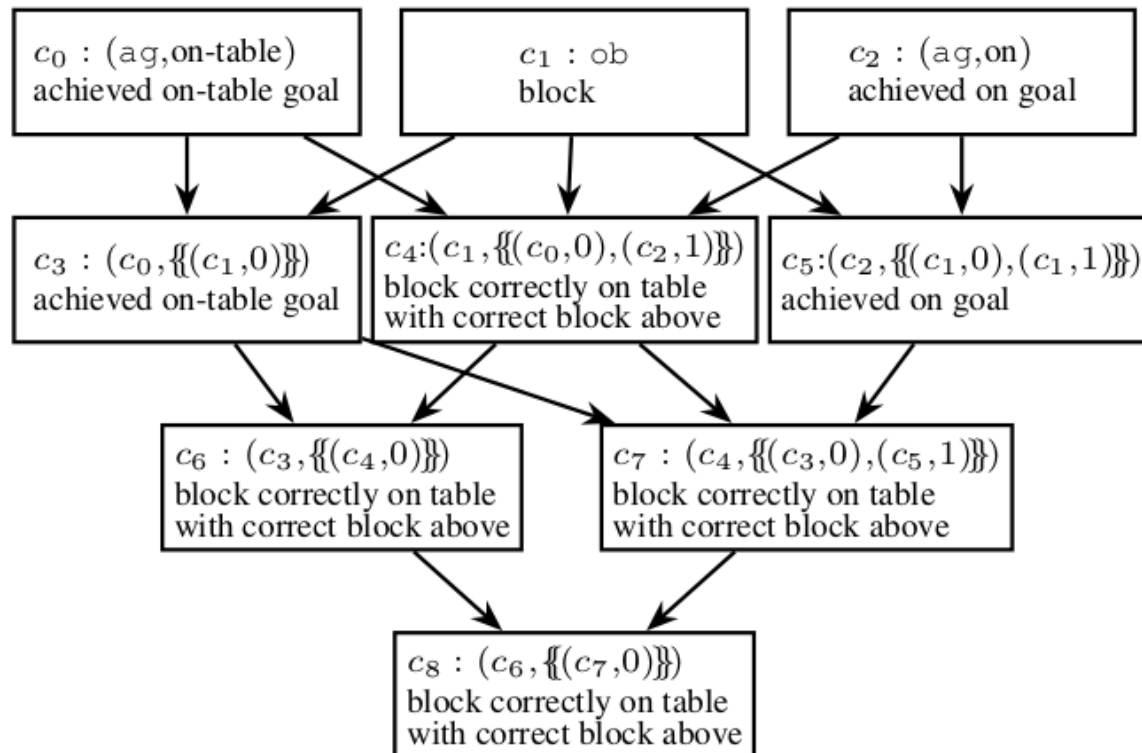 c₀ : (ag,on-table)
achieved on-table goal
c₁ : ob
block
c₂ : (ag,on)
achieved on goal
c₃ : (c₀,{{(c₁,0)}})
achieved on-table goal
c₄:(c₁,{{(c₀,0),(c₂,1)}})
block correctly on table
with correct block above
c₅:(c₂,{{(c₁,0),(c₁,1)}})
achieved on goal
c₆ : (c₃,{{(c₄,0)}})
block correctly on table
with correct block above
c₇ : (c₄,{{(c₃,0),(c₅,1)}})
block correctly on table
with correct block above
c₈ : (c₆,{{(c₇,0)}})
block correctly on table
with correct block above